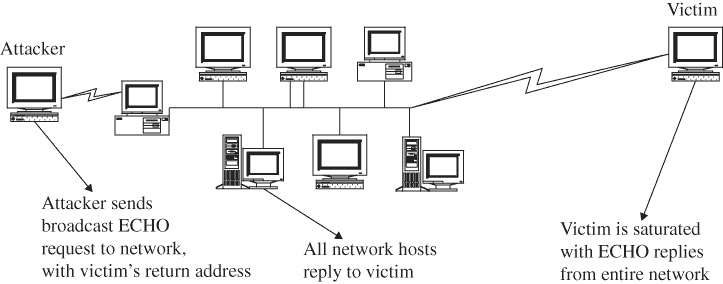 Attacker
Victim
Attacker sends
broadcast ECHO
request to network,
with victim's return address
All network hosts
reply to victim
Victim is saturated
with ECHO replies
from entire network